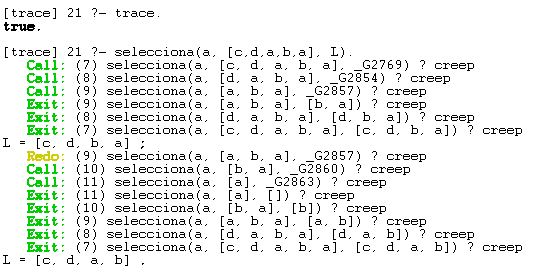 [trace] 21 ?- trace.
true.
[trace] 21 ?- selecciona(a, [c,d,a,b,a], L).
Call: (7) selecciona(a, [c, d, a, b, a], _G2769) ? creep
Call: (8) selecciona(a, [d, a, b, a], _G2854) ? creep
Call: (9) selecciona(a, [a, b, a], _G2857) ? creep
Exit: (9) selecciona(a, [a, b, a], [b, a]) ? creep
Exit: (8) selecciona(a, [d, a, b, a], [d, b, a]) ? creep
Exit: (7) selecciona(a, [c, d, a, b, a], [c, d, b, a]) ? creep
L = [c, d, b, a] ;
Redo: (9) selecciona(a, [a, b, a], _G2857) ? creep
Call: (10) selecciona(a, [b, a], _G2860) ? creep
Call: (11) selecciona(a, [a], _G2863) ? creep
Exit: (11) selecciona(a, [a], []) ? creep
Exit: (10) selecciona(a, [b, a], [b]) ? creep
Exit: (9) selecciona(a, [a, b, a], [a, b]) ? creep
Exit: (8) selecciona(a, [d, a, b, a], [d, a, b]) ? creep
Exit: (7) selecciona(a, [c, d, a, b, a], [c, d, a, b]) ? creep
L = [c, d, a, b] ,